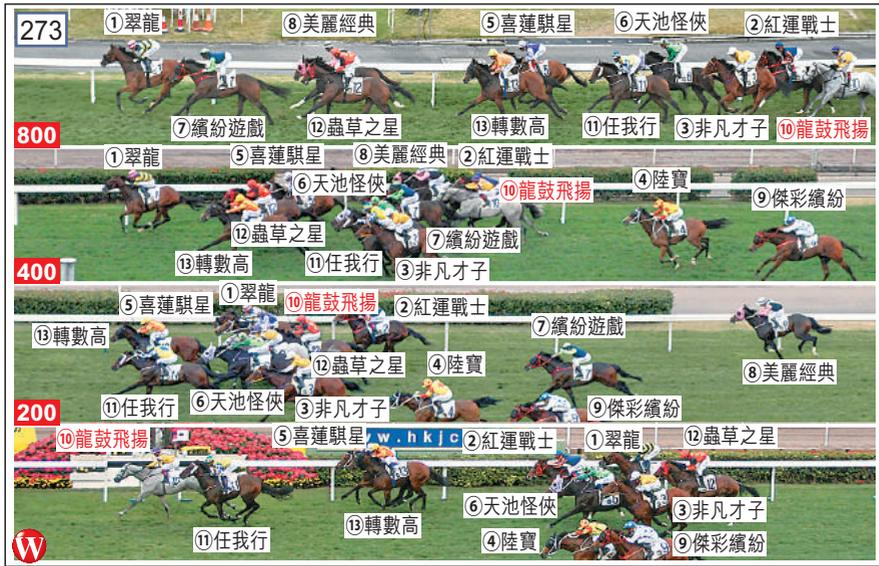 273
①翠龍 ⑧美麗經典 ⑤喜蓮騏星 ⑥天池怪俠 ②紅運戰士
800 ⑦繽紛遊戲 ⑫蟲草之星 ⑬轉數高 ⑪任我行 ③非凡才子 ⑩龍鼓飛揚
①翠龍 ⑤喜蓮騏星 ⑧美麗經典 ②紅運戰士
⑥天池怪俠 ⑩龍鼓飛揚 ④陸寶 ⑨傑彩繽紛
⑫蟲草之星 ⑦繽紛遊戲
400 ⑬轉數高 ⑪任我行 ③非凡才子
⑤喜蓮騏星 ①翠龍 ⑩龍鼓飛揚 ②紅運戰士
⑬轉數高 ⑦繽紛遊戲
⑫蟲草之星 ④陸寶 ⑧美麗經典
200 ⑪任我行 ⑥天池怪俠 ③非凡才子 ⑨傑彩繽紛
⑩龍鼓飛揚 ⑤喜蓮騏星 w.hkjc ②紅運戰士 ①翠龍 ⑫蟲草之星
⑥天池怪俠 ③非凡才子
⑪任我行 ⑬轉數高 ④陸寶 ⑨傑彩繽紛
W